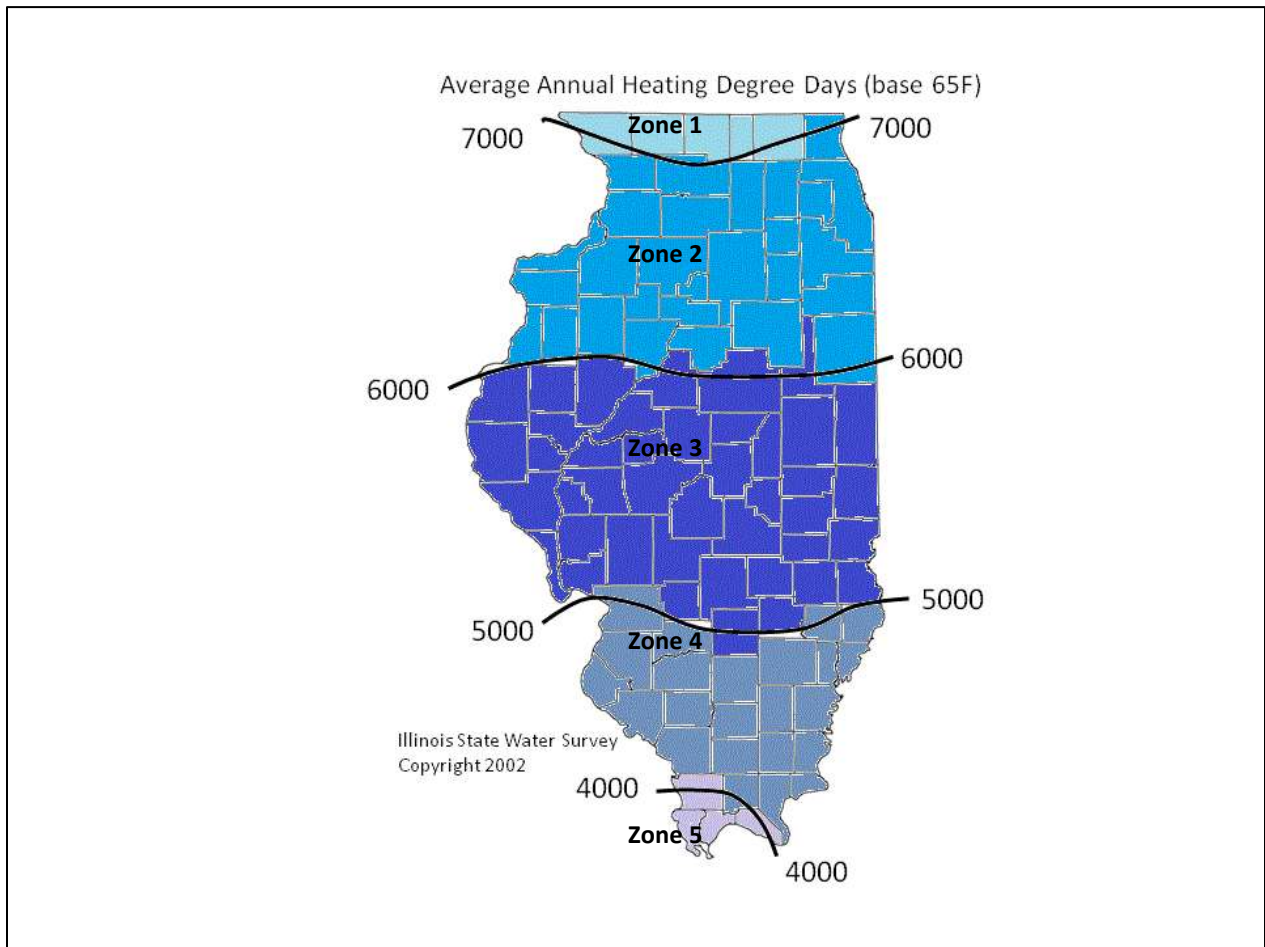 Average Annual Heating Degree Days (base 65F)
7000
Zone 1
7000
Zone 2
6000
6000
Zone 3
5000
5000
Zone 4
Illinois State Water Survey
Copyright 2002
4000
Zone 5
4000